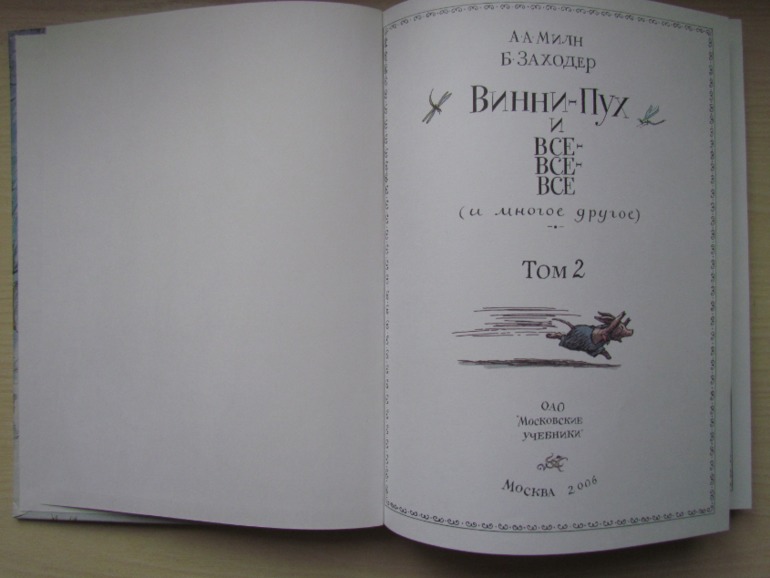 А·А·МИЛН
Б·ЗАХОДЕР
ВИННИ-ПУХ
И
ВСЕ-
ВСЕ-
ВСЕ
(и многое другое)
ТОМ 2
ОАО
"МОСКОВСКИЕ
УЧЕБНИКИ"
МОСКВА 2006